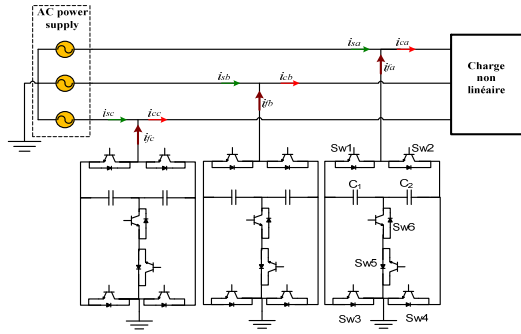 AC power
supply
isa
ica
ifa
isb
icb
ifb
isc
icc
ifc
Charge
non
linéaire
Sw1
Sw2
C1
C2
Sw6
Sw5
Sw3
Sw4